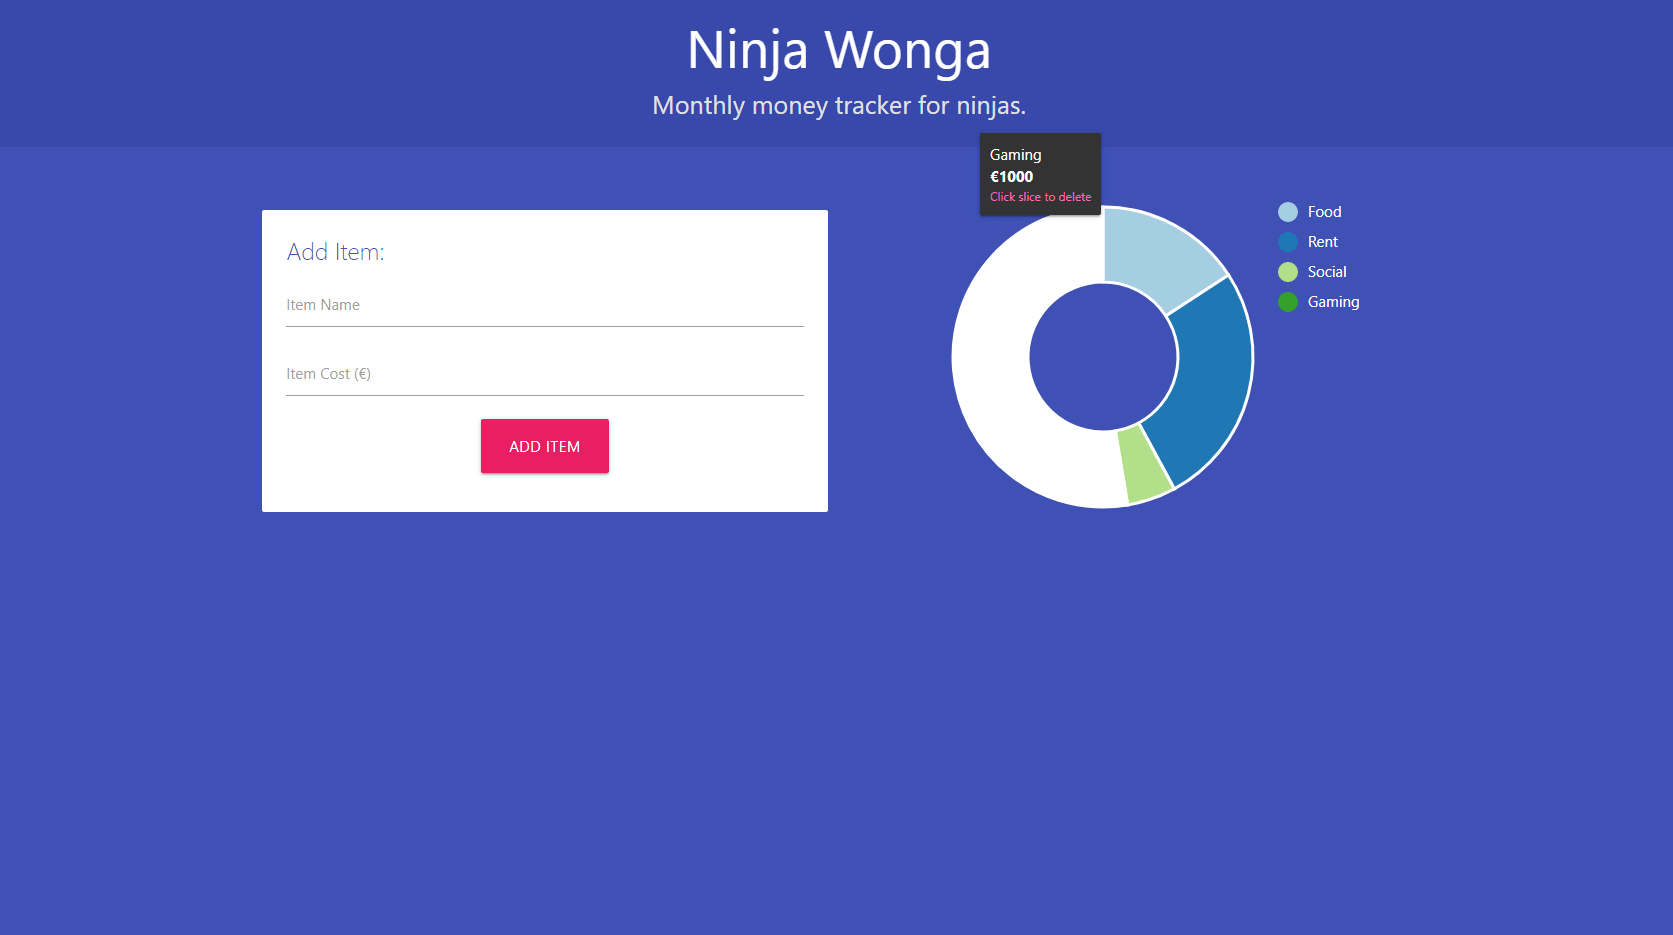 Ninja Wonga
Monthly money tracker for ninjas.
Gaming
€1000
Click slice to delete
Add Item:
Item Name
Item Cost (€)
ADD ITEM
Food
Rent
Social
Gaming